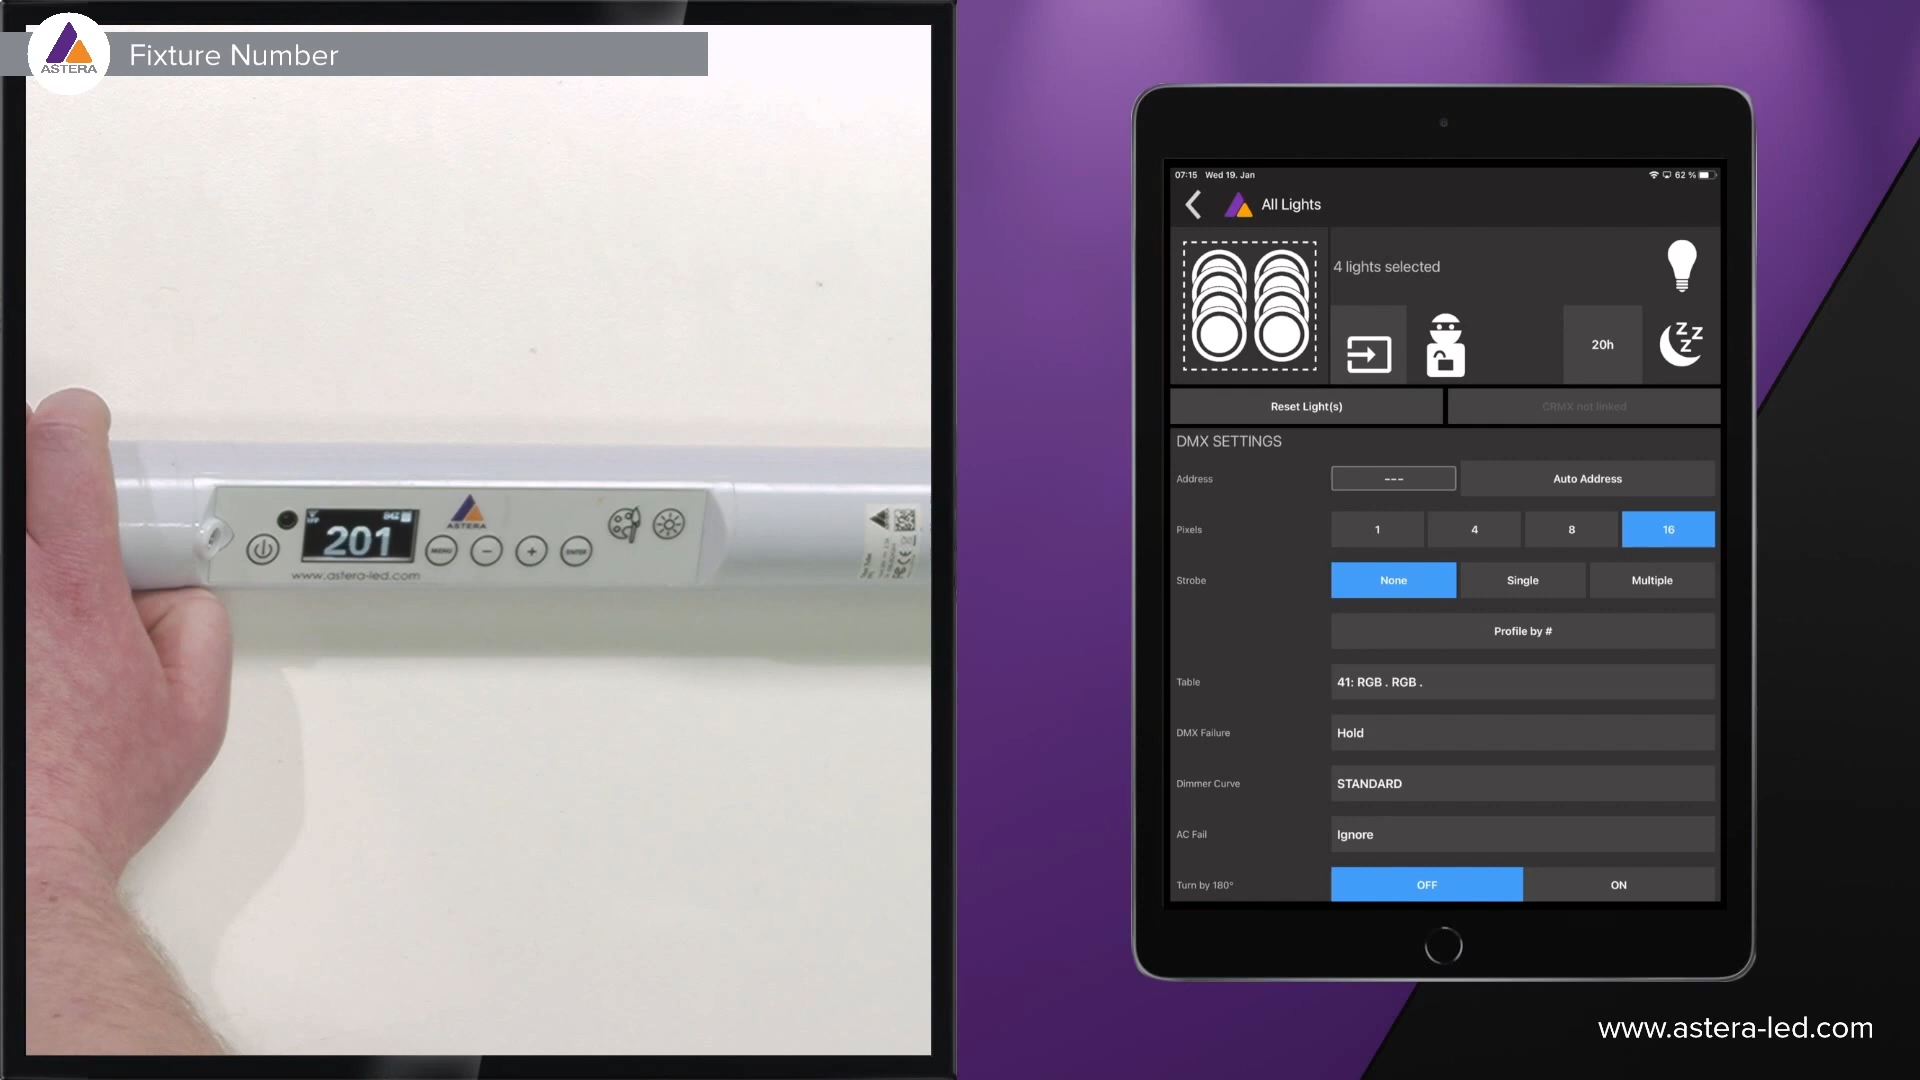 ASTERA
Fixture Number
201
ASTERA
MENU
−
+
ENTER
www.astera-led.com
07:15 Wed 19. Jan
62 %
All Lights
4 lights selected
20h
Z Z Z
Reset Light(s)
CRMX not linked
DMX SETTINGS
Address
---
Auto Address
Pixels
1
4
8
16
Strobe
None
Single
Multiple
Profile by #
Table
41: RGB . RGB .
DMX Failure
Hold
Dimmer Curve
STANDARD
AC Fail
Ignore
Turn by 180°
OFF
ON
www.astera-led.com